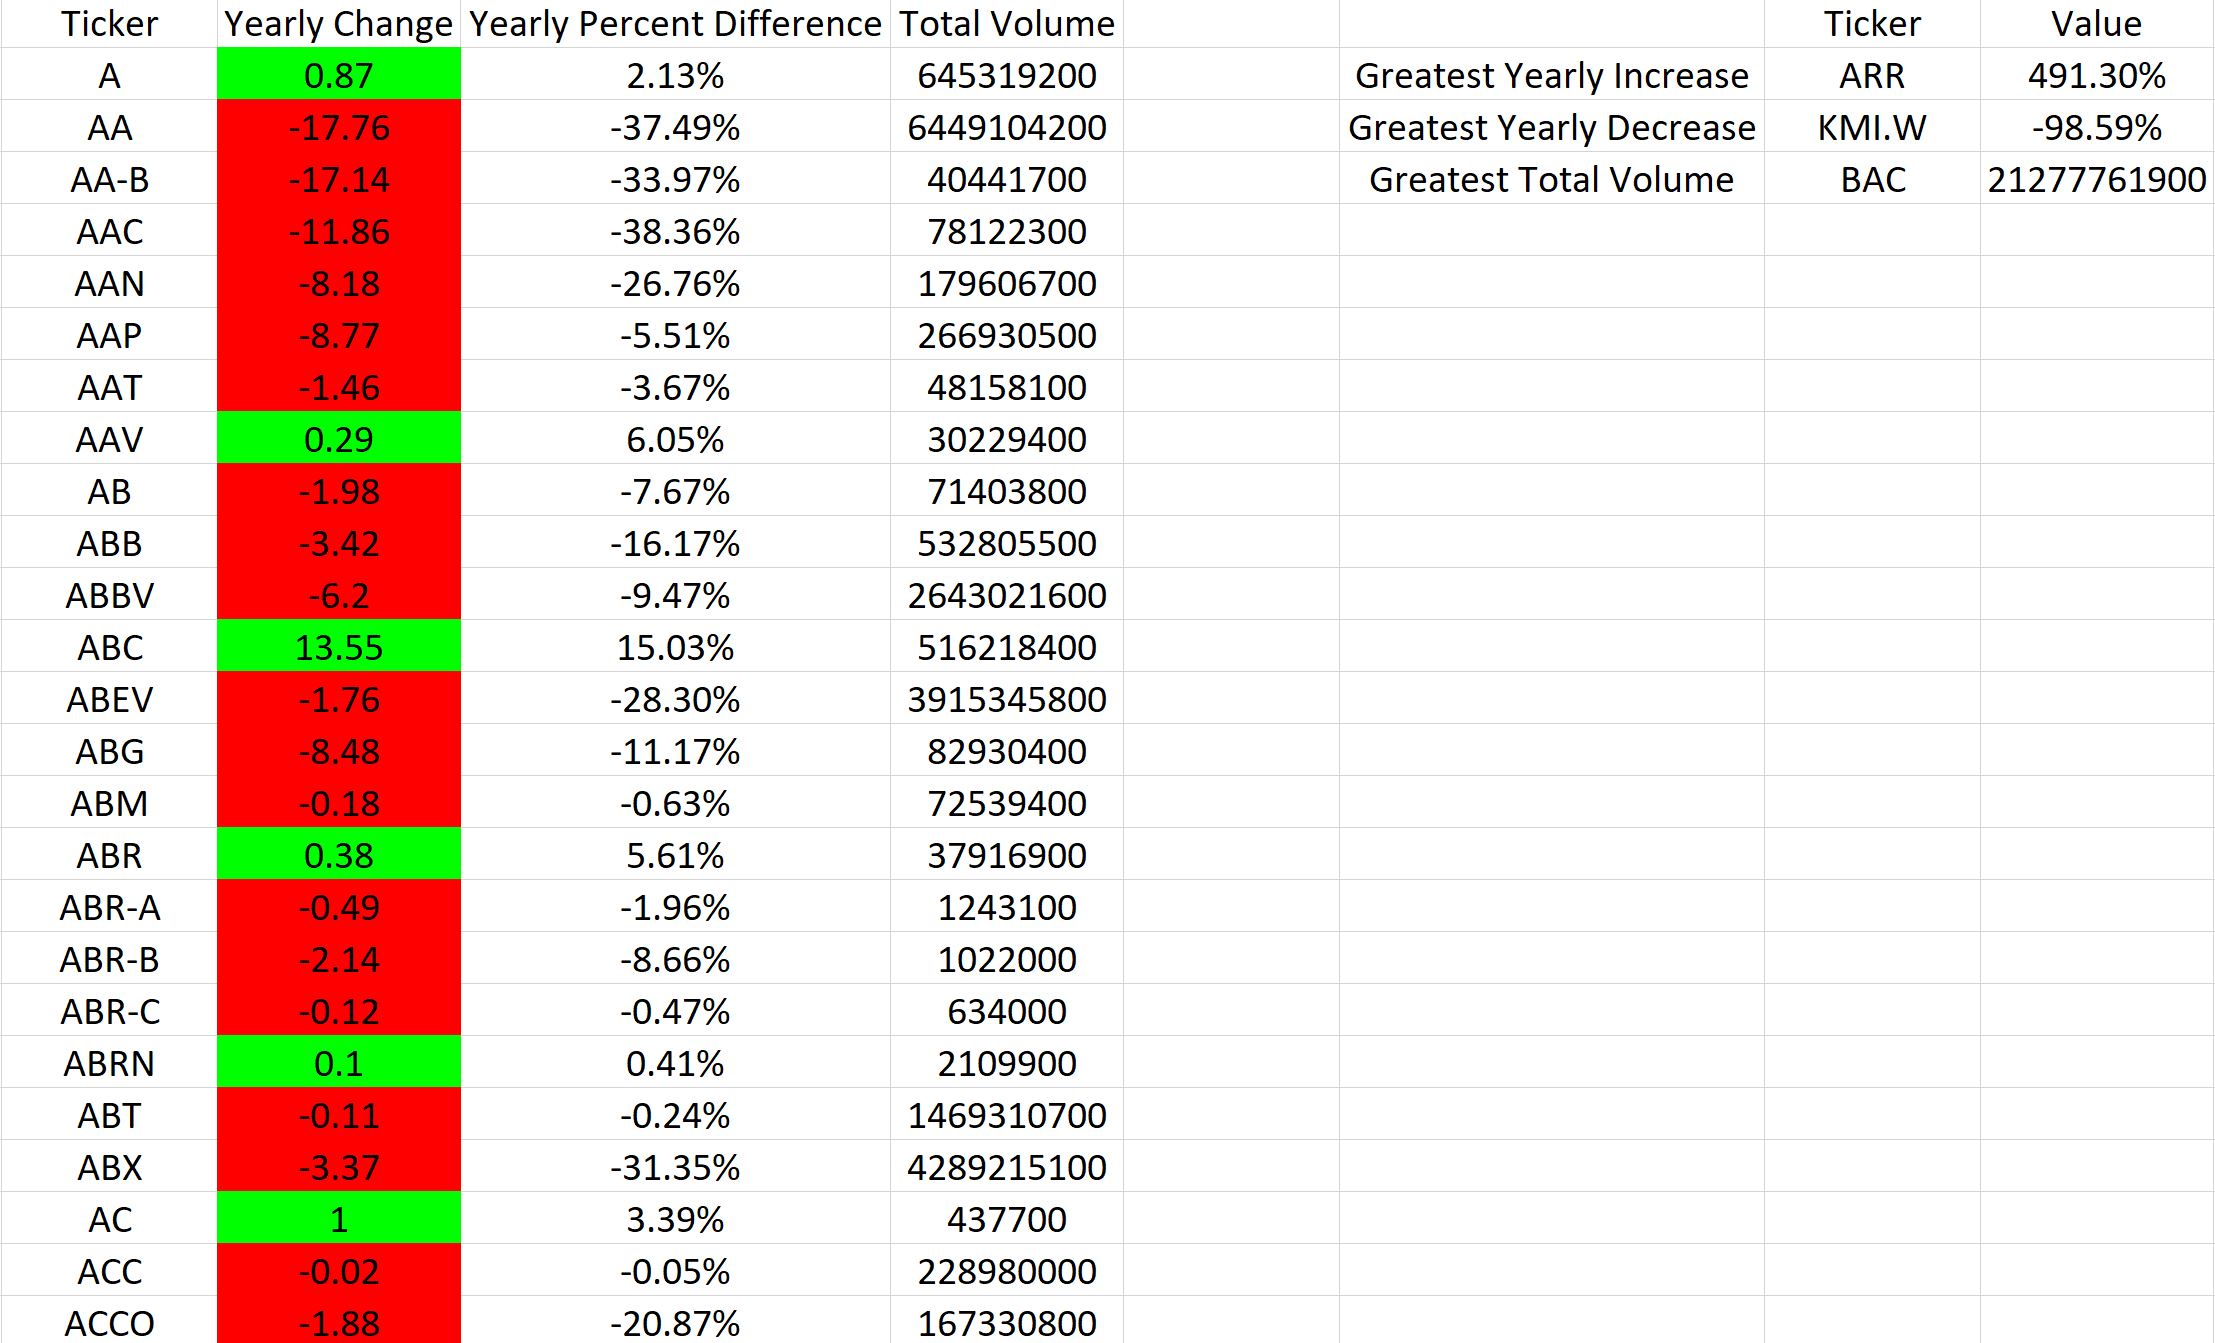 Ticker Yearly Change Yearly Percent Difference Total Volume Ticker Value
A 0.87 2.13% 645319200 Greatest Yearly Increase ARR 491.30%
AA -17.76 -37.49% 6449104200 Greatest Yearly Decrease KMI.W -98.59%
AA-B -17.14 -33.97% 40441700 Greatest Total Volume BAC 21277761900
AAC -11.86 -38.36% 78122300
AAN -8.18 -26.76% 179606700
AAP -8.77 -5.51% 266930500
AAT -1.46 -3.67% 48158100
AAV 0.29 6.05% 30229400
AB -1.98 -7.67% 71403800
ABB -3.42 -16.17% 532805500
ABBV -6.2 -9.47% 2643021600
ABC 13.55 15.03% 516218400
ABEV -1.76 -28.30% 3915345800
ABG -8.48 -11.17% 82930400
ABM -0.18 -0.63% 72539400
ABR 0.38 5.61% 37916900
ABR-A -0.49 -1.96% 1243100
ABR-B -2.14 -8.66% 1022000
ABR-C -0.12 -0.47% 634000
ABRN 0.1 0.41% 2109900
ABT -0.11 -0.24% 1469310700
ABX -3.37 -31.35% 4289215100
AC 1 3.39% 437700
ACC -0.02 -0.05% 228980000
ACCO -1.88 -20.87% 167330800